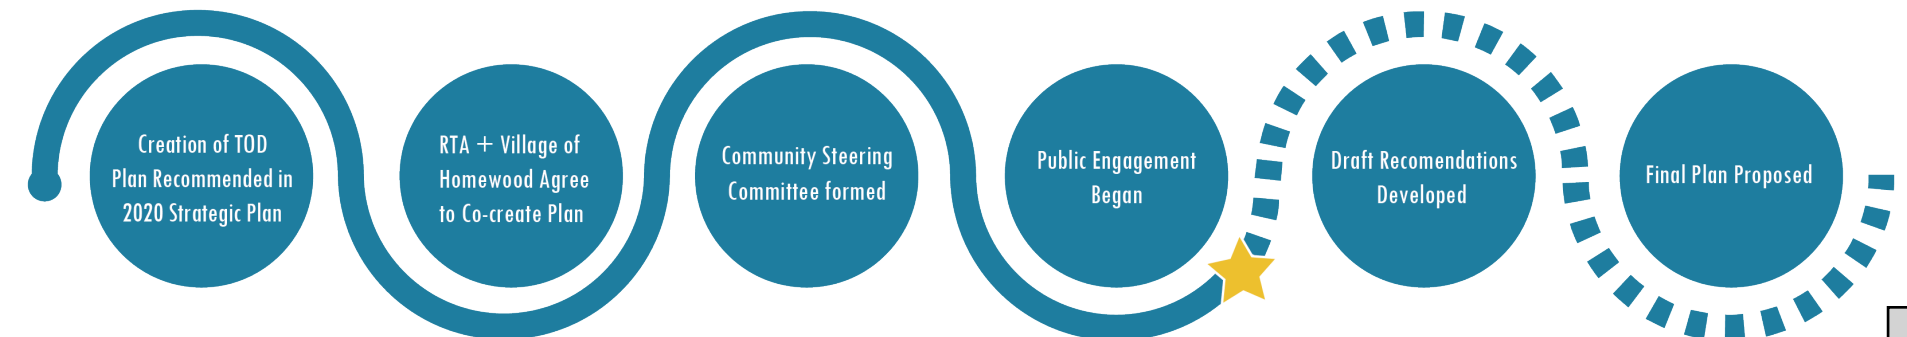 Creation of TOD
Plan Recommended in
2020 Strategic Plan
RTA + Village of
Homewood Agree
to Co-create Plan
Community Steering
Committee formed
Public Engagement
Began
Draft Recomendations
Developed
Final Plan Proposed